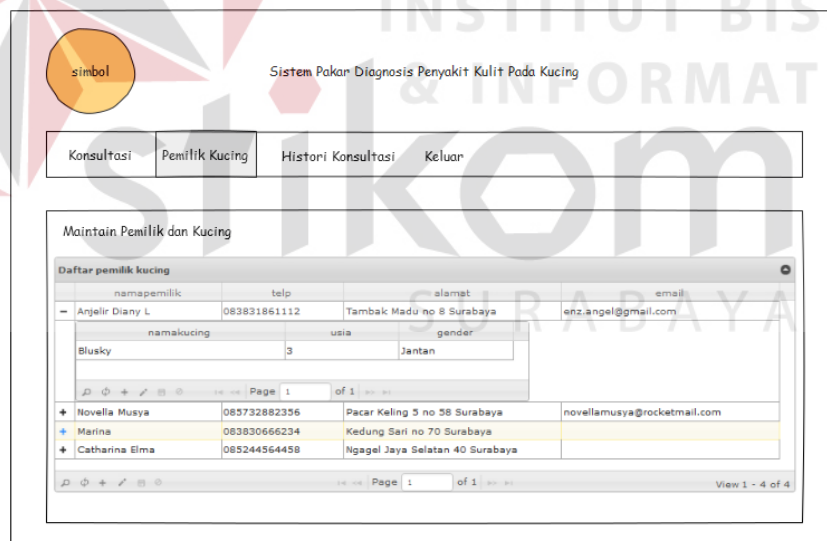 INSTITUT BIS
& INFORMAT
stikom
SURABAYA
simbol
Sistem Pakar Diagnosis Penyakit Kulit Pada Kucing
Konsultasi Pemilik Kucing Histori Konsultasi Keluar
Maintain Pemilik dan Kucing
Daftar pemilik kucing
namapemilik telp alamat email
Anjelir Diany L 083831861112 Tambak Madu no 8 Surabaya enz.angel@gmail.com
namakucing usia gender
Blusky 3 Jantan
Page 1 of 1
Novella Musya 085732882356 Pacar Keling 5 no 58 Surabaya novellamusya@rocketmail.com
Marina 083830666234 Kedung Sari no 70 Surabaya
Catharina Elma 085244564458 Ngagel Jaya Selatan 40 Surabaya
Page 1 of 1 View 1 - 4 of 4